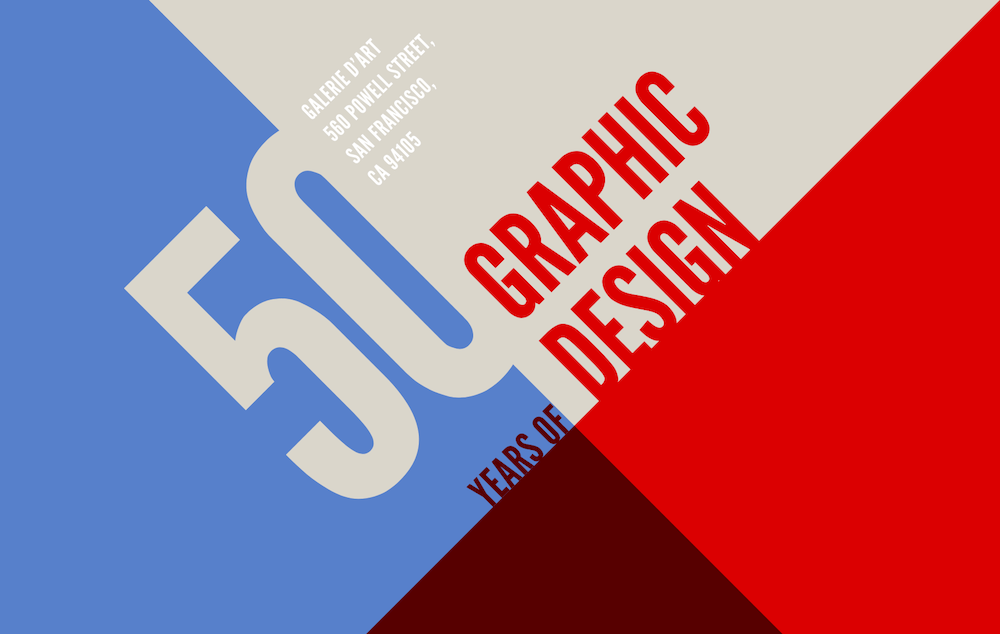 GALERIE D'ART
560 POWELL STREET,
SAN FRANCISCO,
CA 94105
50
YEARS OF
GRAPHIC
DESIGN